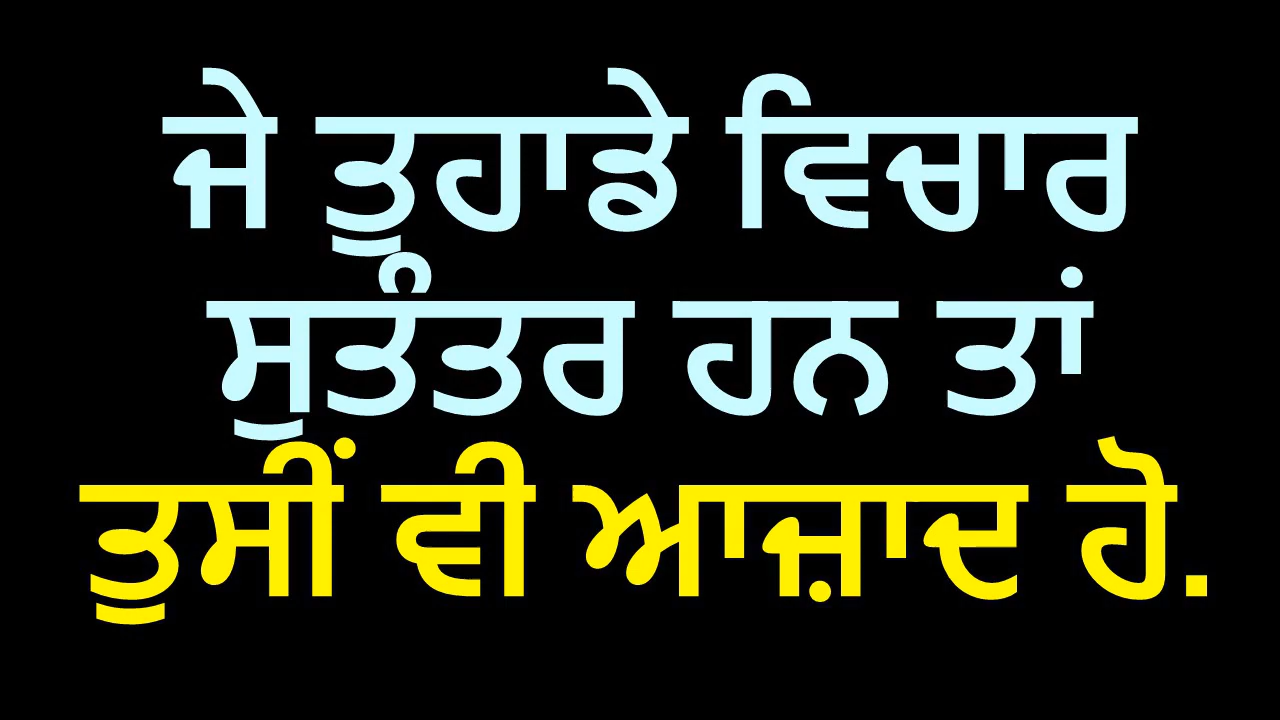 ਜੇ ਤੁਹਾਡੇ ਵਿਚਾਰ
ਸੁਤੰਤਰ ਹਨ ਤਾਂ
ਤੁਸੀਂ ਵੀ ਆਜ਼ਾਦ ਹੋ.